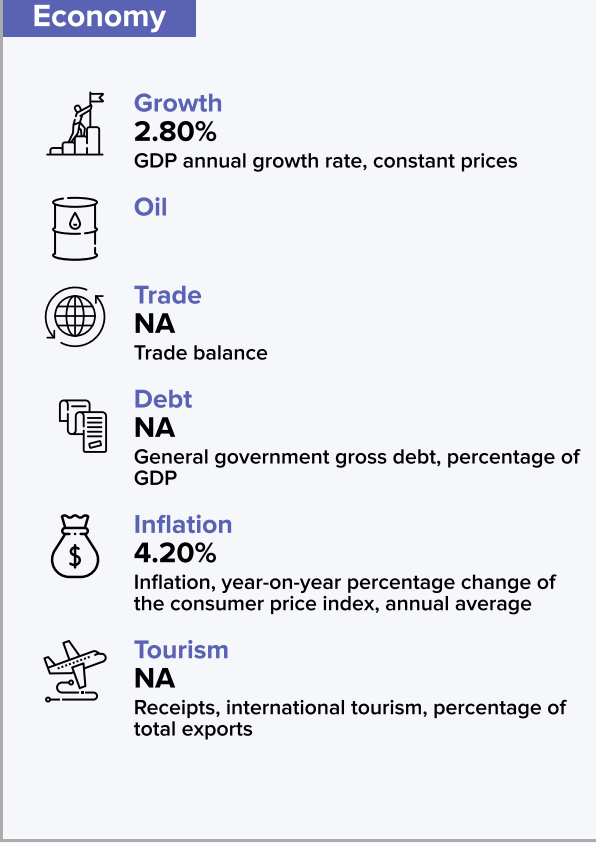 Economy
Growth
2.80%
GDP annual growth rate, constant prices
Oil
Trade
NA
Trade balance
Debt
NA
General government gross debt, percentage of
GDP
Inflation
$
4.20%
Inflation, year-on-year percentage change of
the consumer price index, annual average
Tourism
NA
Receipts, international tourism, percentage of
total exports